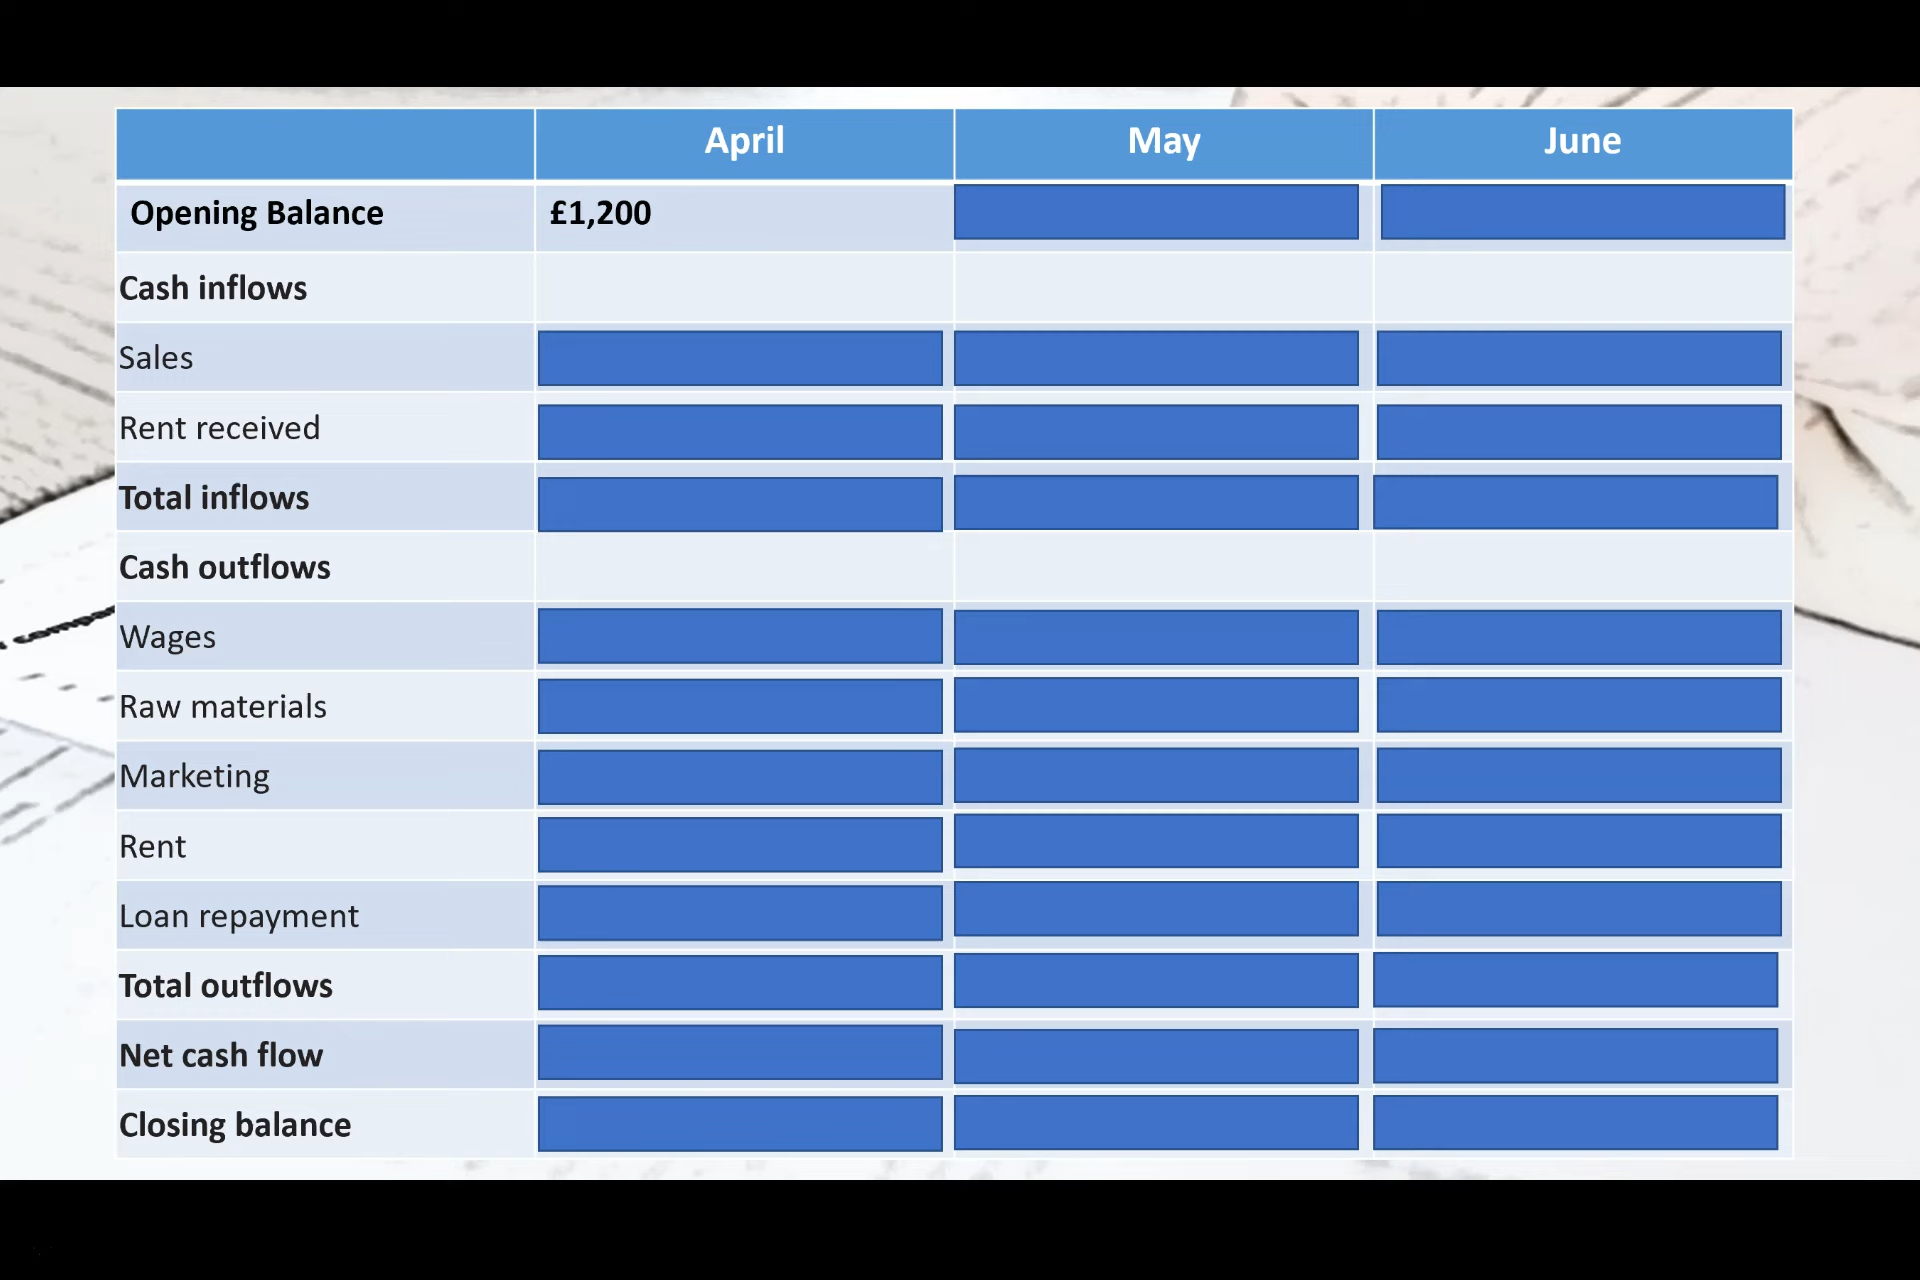 April May June
Opening Balance £1,200
Cash inflows
Sales
Rent received
Total inflows
Cash outflows
Wages
Raw materials
Marketing
Rent
Loan repayment
Total outflows
Net cash flow
Closing balance